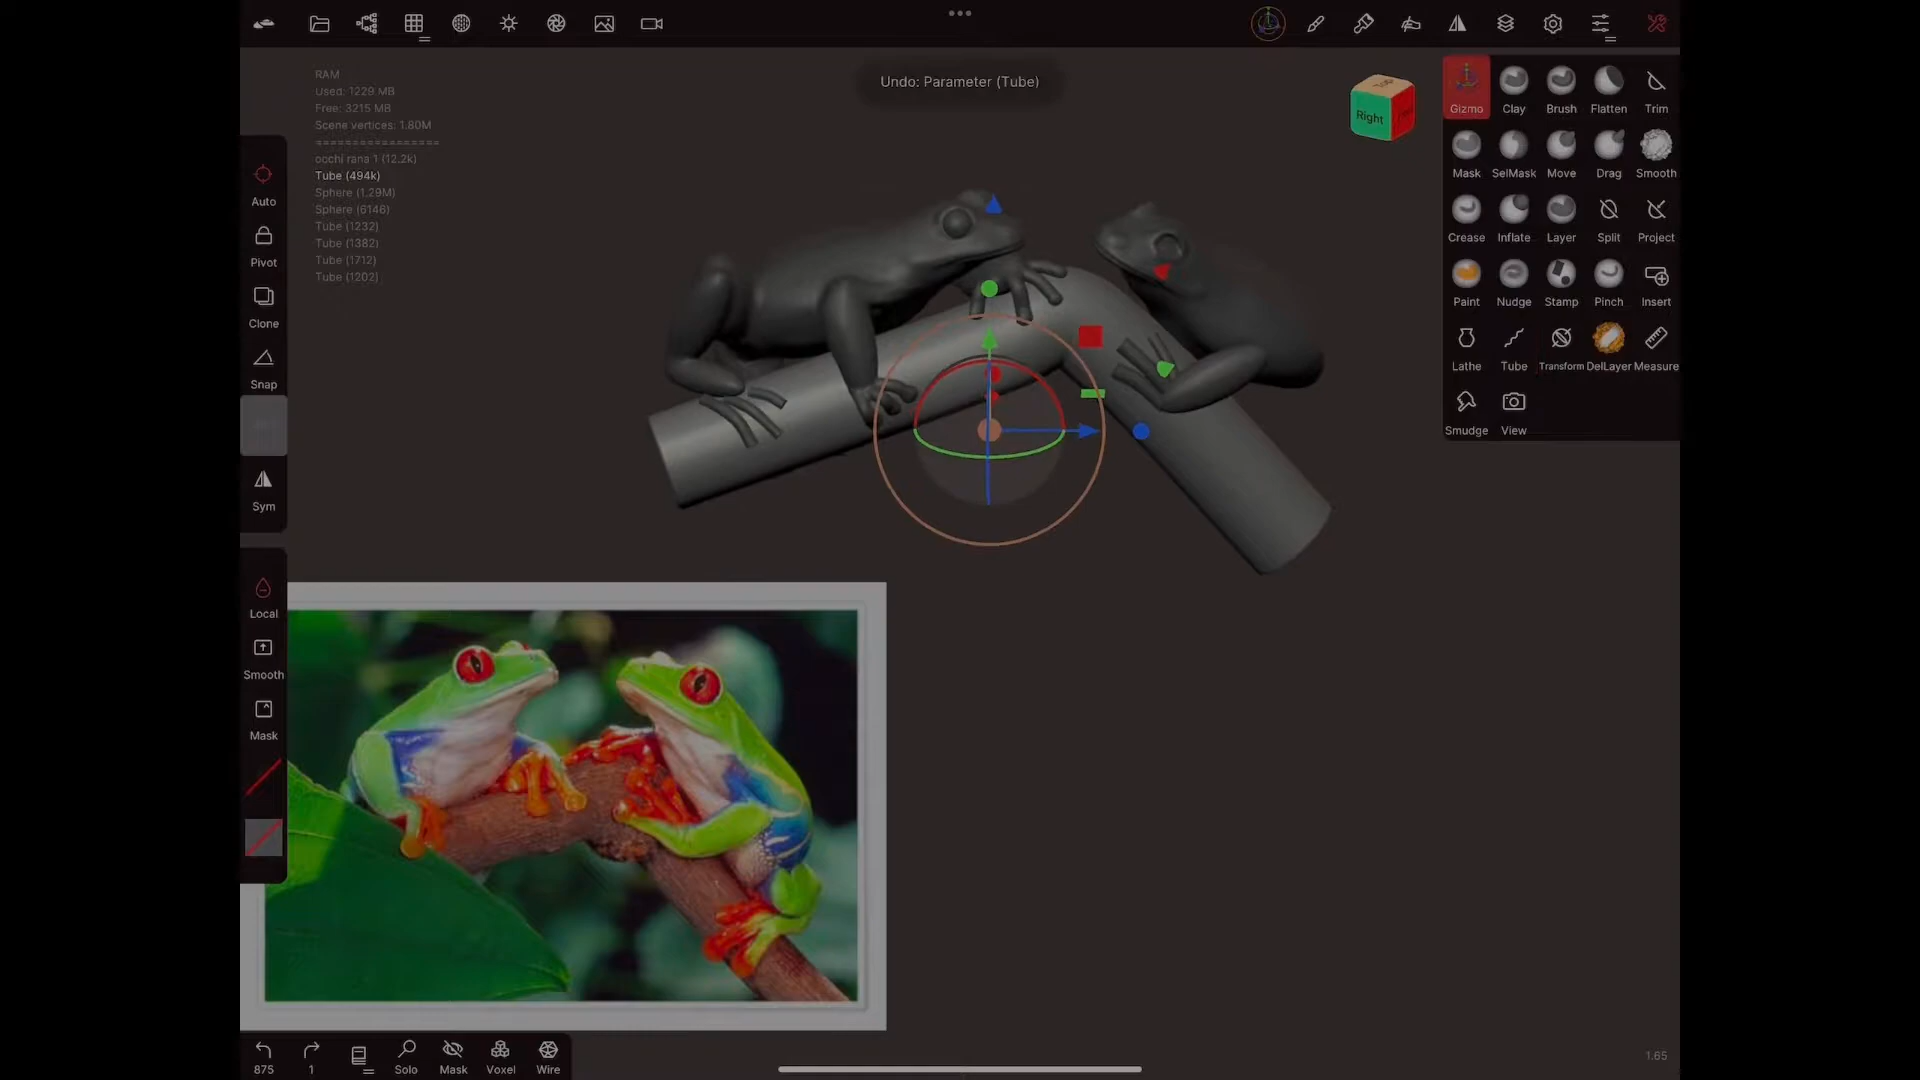 Undo: Parameter (Tube)
RAM
Used: 1229 MB
Free: 3215 MB
Scene vertices: 1.80M
=================
oochi rana 1 (12.2k)
Tube (494k)
Sphere (1.29M)
Sphere (6146)
Tube (1232)
Tube (1382)
Tube (1712)
Tube (1202)
TOP
Right
Gizmo Clay Brush Flatten Trim
Mask SelMask Move Drag Smooth
Crease Inflate Layer Split Project
Paint Nudge Stamp Pinch Insert
Lathe Tube Transform DelLayer Measure
Smudge View
Auto
Pivot
Clone
Snap
Sym
Local
Smooth
Mask
875 1 Solo Mask Voxel Wire
1.65